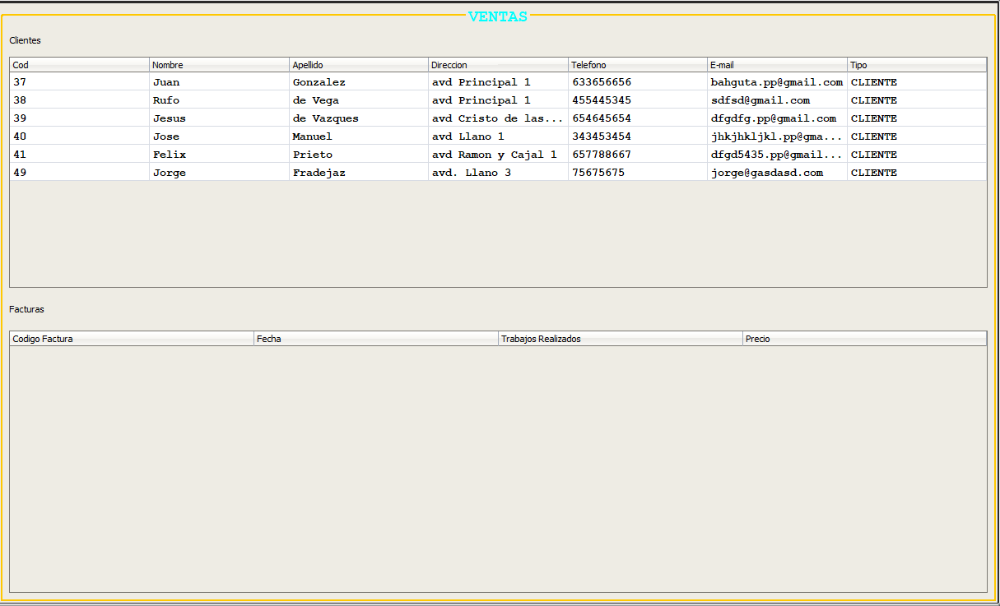 VENTAS
Clientes
Cod Nombre Apellido Direccion Telefono E-mail Tipo
37 Juan Gonzalez avd Principal 1 633656656 bahguta.pp@gmail.com CLIENTE
38 Rufo de Vega avd Principal 1 455445345 sdfsd@gmail.com CLIENTE
39 Jesus de Vazques avd Cristo de las... 654645654 dfgdfg.pp@gmail.com CLIENTE
40 Jose Manuel avd Llano 1 343453454 jhkjhkljkl.pp@gma... CLIENTE
41 Felix Prieto avd Ramon y Cajal 1 657788667 dfgd5435.pp@gmail... CLIENTE
49 Jorge Fradejaz avd. Llano 3 75675675 jorge@gasdasd.com CLIENTE
Facturas
Codigo Factura Fecha Trabajos Realizados Precio